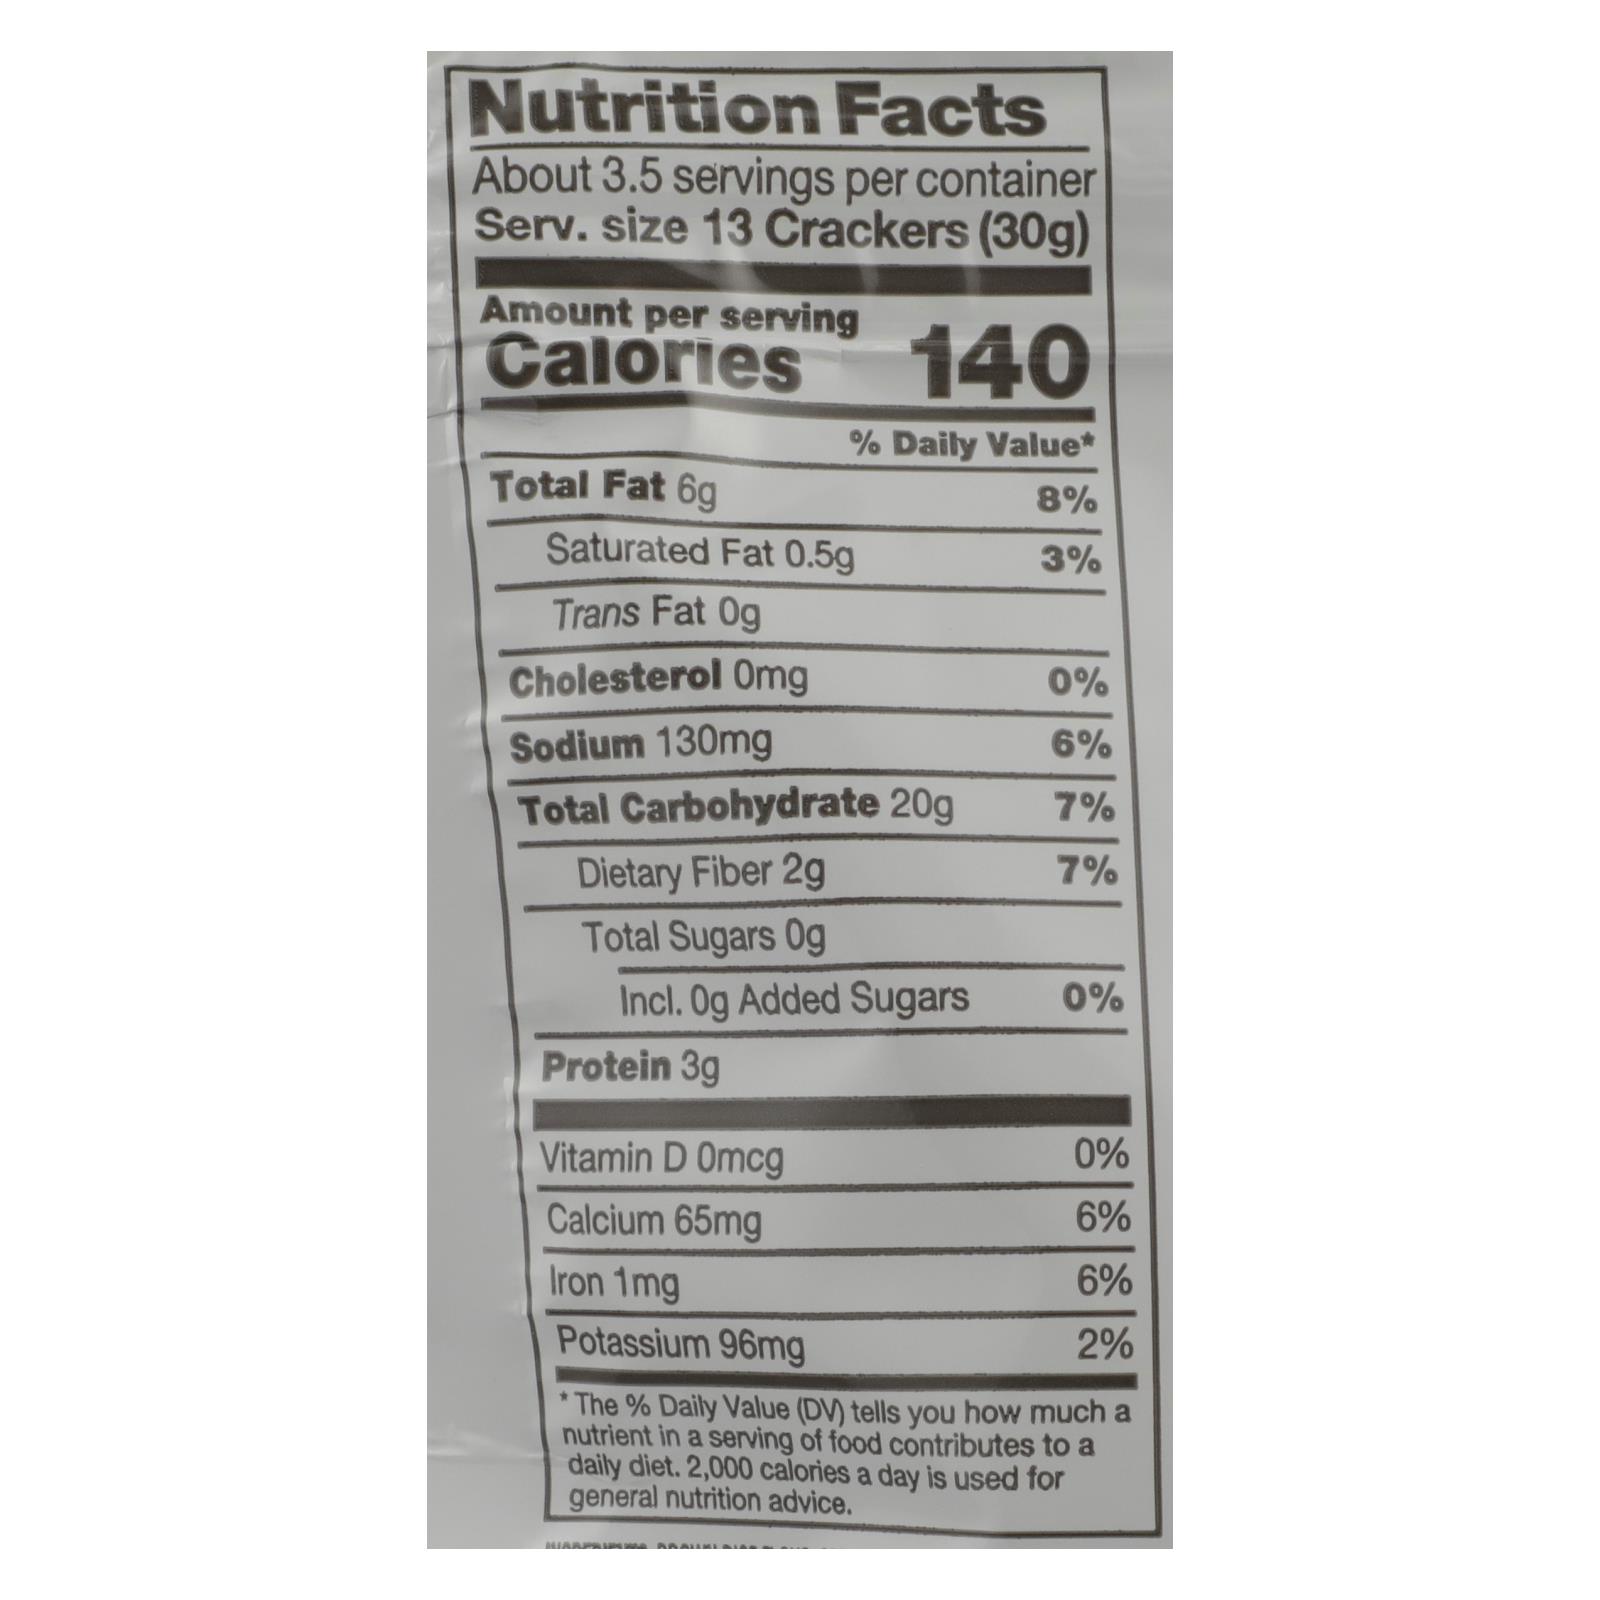 Nutrition Facts
About 3.5 servings per container
Serv. size 13 Crackers (30g)
Amount per serving
Calories 140
% Daily Value*
Total Fat 6g 8%
Saturated Fat 0.5g 3%
Trans Fat 0g
Cholesterol 0mg 0%
Sodium 130mg 6%
Total Carbohydrate 20g 7%
Dietary Fiber 2g 7%
Total Sugars 0g
Incl. 0g Added Sugars 0%
Protein 3g
Vitamin D 0mcg 0%
Calcium 65mg 6%
Iron 1mg 6%
Potassium 96mg 2%
* The % Daily Value (DV) tells you how much a
nutrient in a serving of food contributes to a
daily diet. 2,000 calories a day is used for
general nutrition advice.